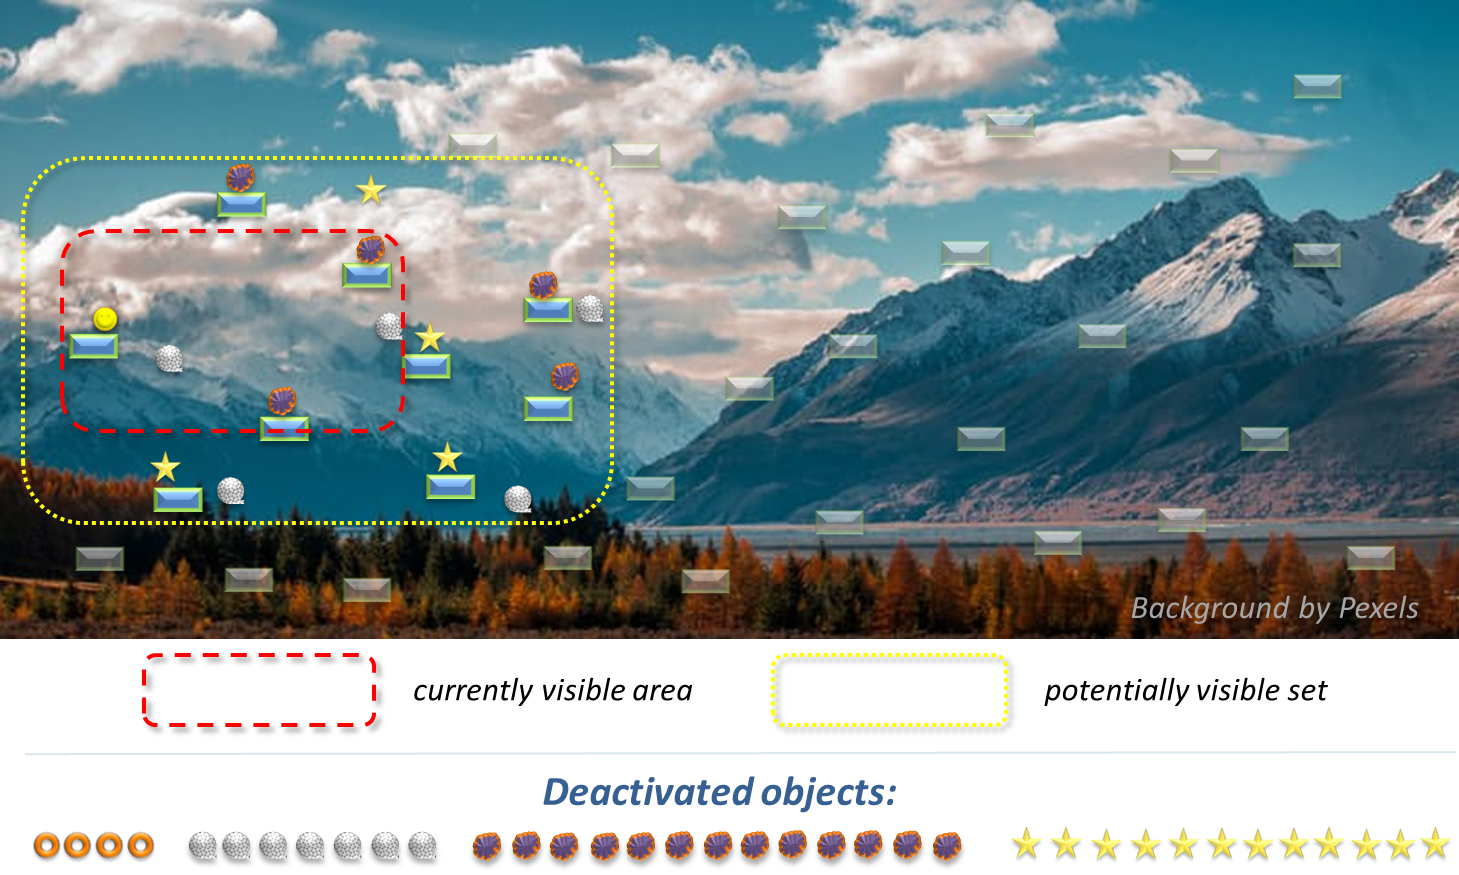 Background by Pexels
currently visible area
potentially visible set
Deactivated objects: